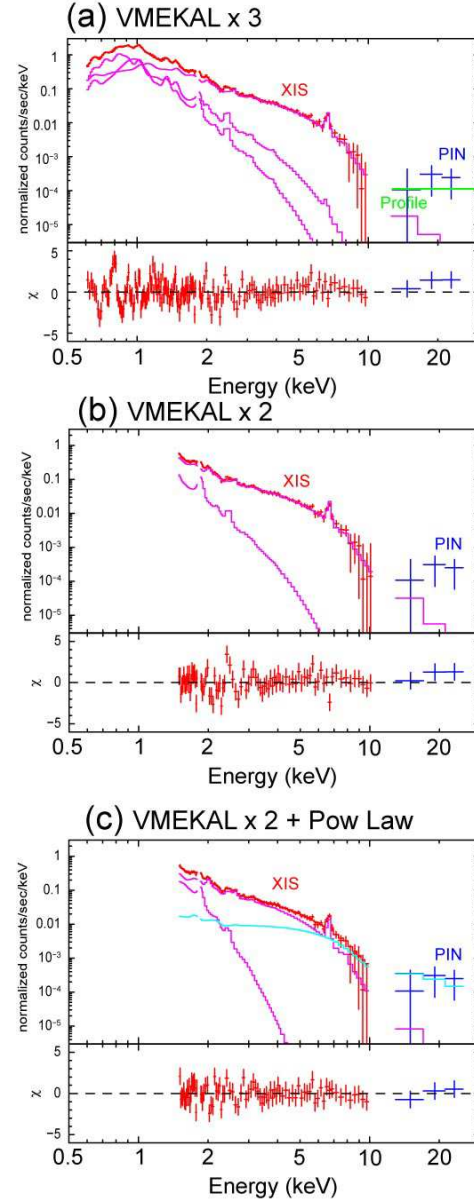 (a) VMEKAL x 3
normalized counts/sec/keV
1
0.1
0.01
10⁻³
10⁻⁴
10⁻⁵
XIS
PIN
Profile
χ
5
0
−5
0.5 1 2 5 10 20
Energy (keV)
(b) VMEKAL x 2
normalized counts/sec/keV
1
0.1
0.01
10⁻³
10⁻⁴
10⁻⁵
XIS
PIN
χ
5
0
−5
0.5 1 2 5 10 20
Energy (keV)
(c) VMEKAL x 2 + Pow Law
normalized counts/sec/keV
1
0.1
0.01
10⁻³
10⁻⁴
10⁻⁵
XIS
PIN
χ
5
0
−5
0.5 1 2 5 10 20
Energy (keV)